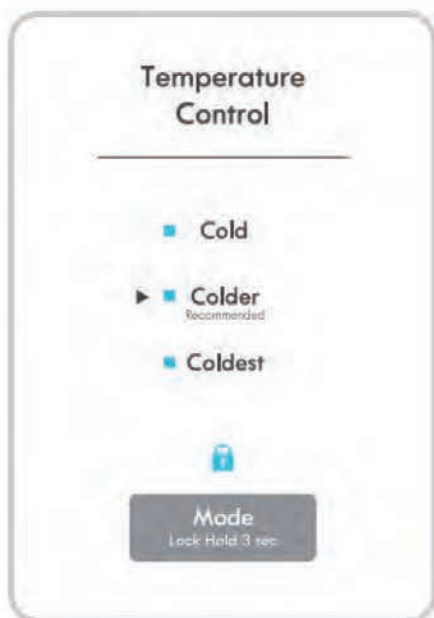 Temperature
Control
Cold
Colder
Recommended
Coldest
Mode
Lock Hold 3 sec